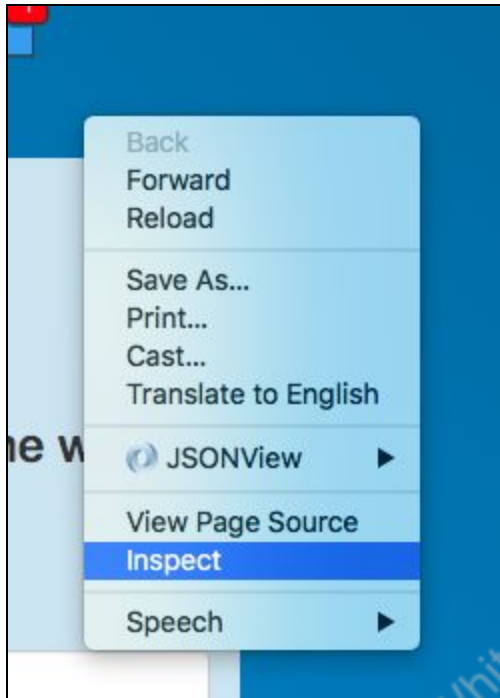 Back
Forward
Reload
Save As...
Print...
Cast...
Translate to English
JSONView
View Page Source
Inspect
Speech